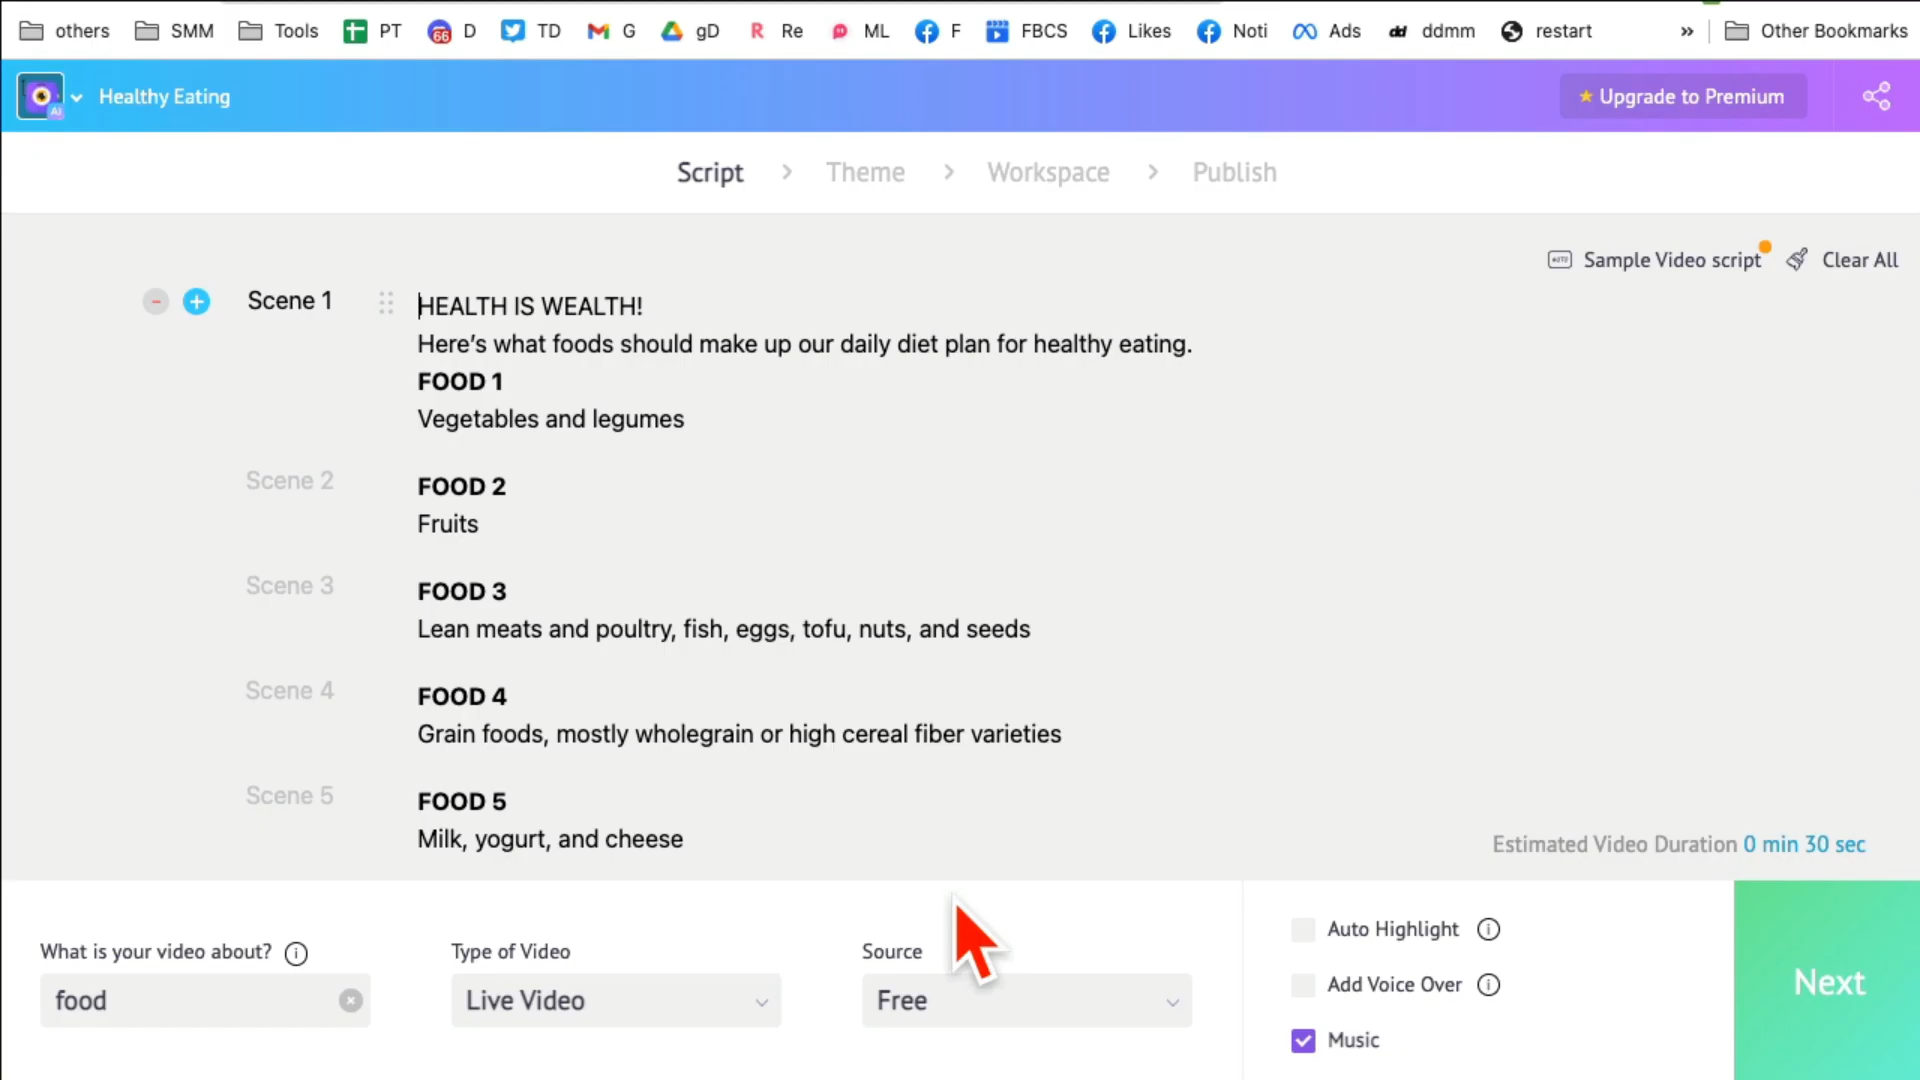 others SMM Tools PT D TD G gD Re ML F FBCS Likes Noti Ads ddmm restart » Other Bookmarks
Healthy Eating Upgrade to Premium
Script > Theme > Workspace > Publish
Sample Video script Clear All
Scene 1 HEALTH IS WEALTH!
Here’s what foods should make up our daily diet plan for healthy eating.
FOOD 1
Vegetables and legumes
Scene 2 FOOD 2
Fruits
Scene 3 FOOD 3
Lean meats and poultry, fish, eggs, tofu, nuts, and seeds
Scene 4 FOOD 4
Grain foods, mostly wholegrain or high cereal fiber varieties
Scene 5 FOOD 5
Milk, yogurt, and cheese
Estimated Video Duration 0 min 30 sec
What is your video about? Type of Video Source
food Live Video Free
Auto Highlight
Add Voice Over
Music
Next